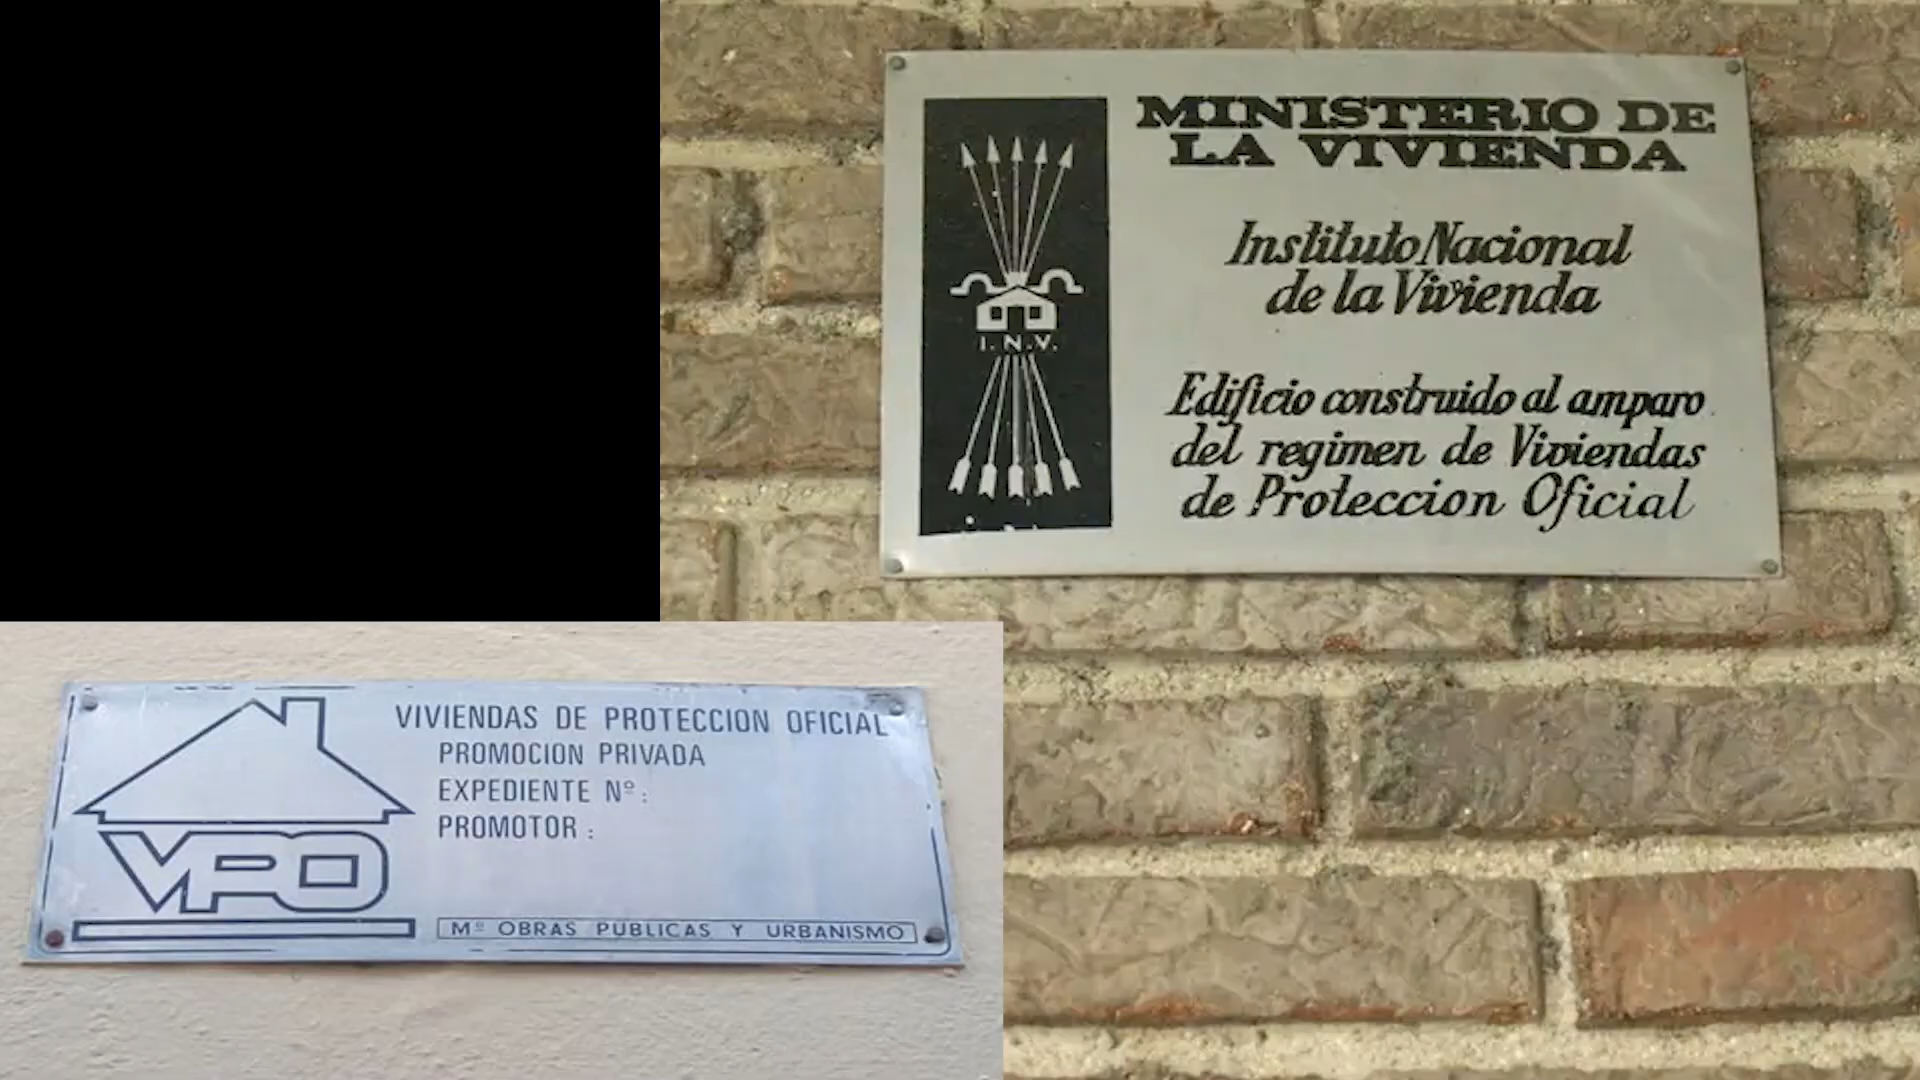 MINISTERIO DE
LA VIVIENDA
Instituto Nacional
de la Vivienda
Edificio construido al amparo
del regimen de Viviendas
de Proteccion Oficial
I.N.V.
VIVIENDAS DE PROTECCION OFICIAL
PROMOCION PRIVADA
EXPEDIENTE Nº:
PROMOTOR :
VPO
Mº OBRAS PUBLICAS Y URBANISMO